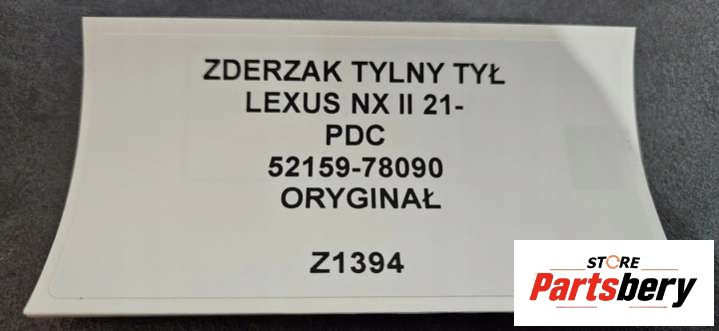 ZDERZAK TYLNY TYŁ
LEXUS NX II 21-
PDC
52159-78090
ORYGINAŁ
Z1394
STORE
Partsbery